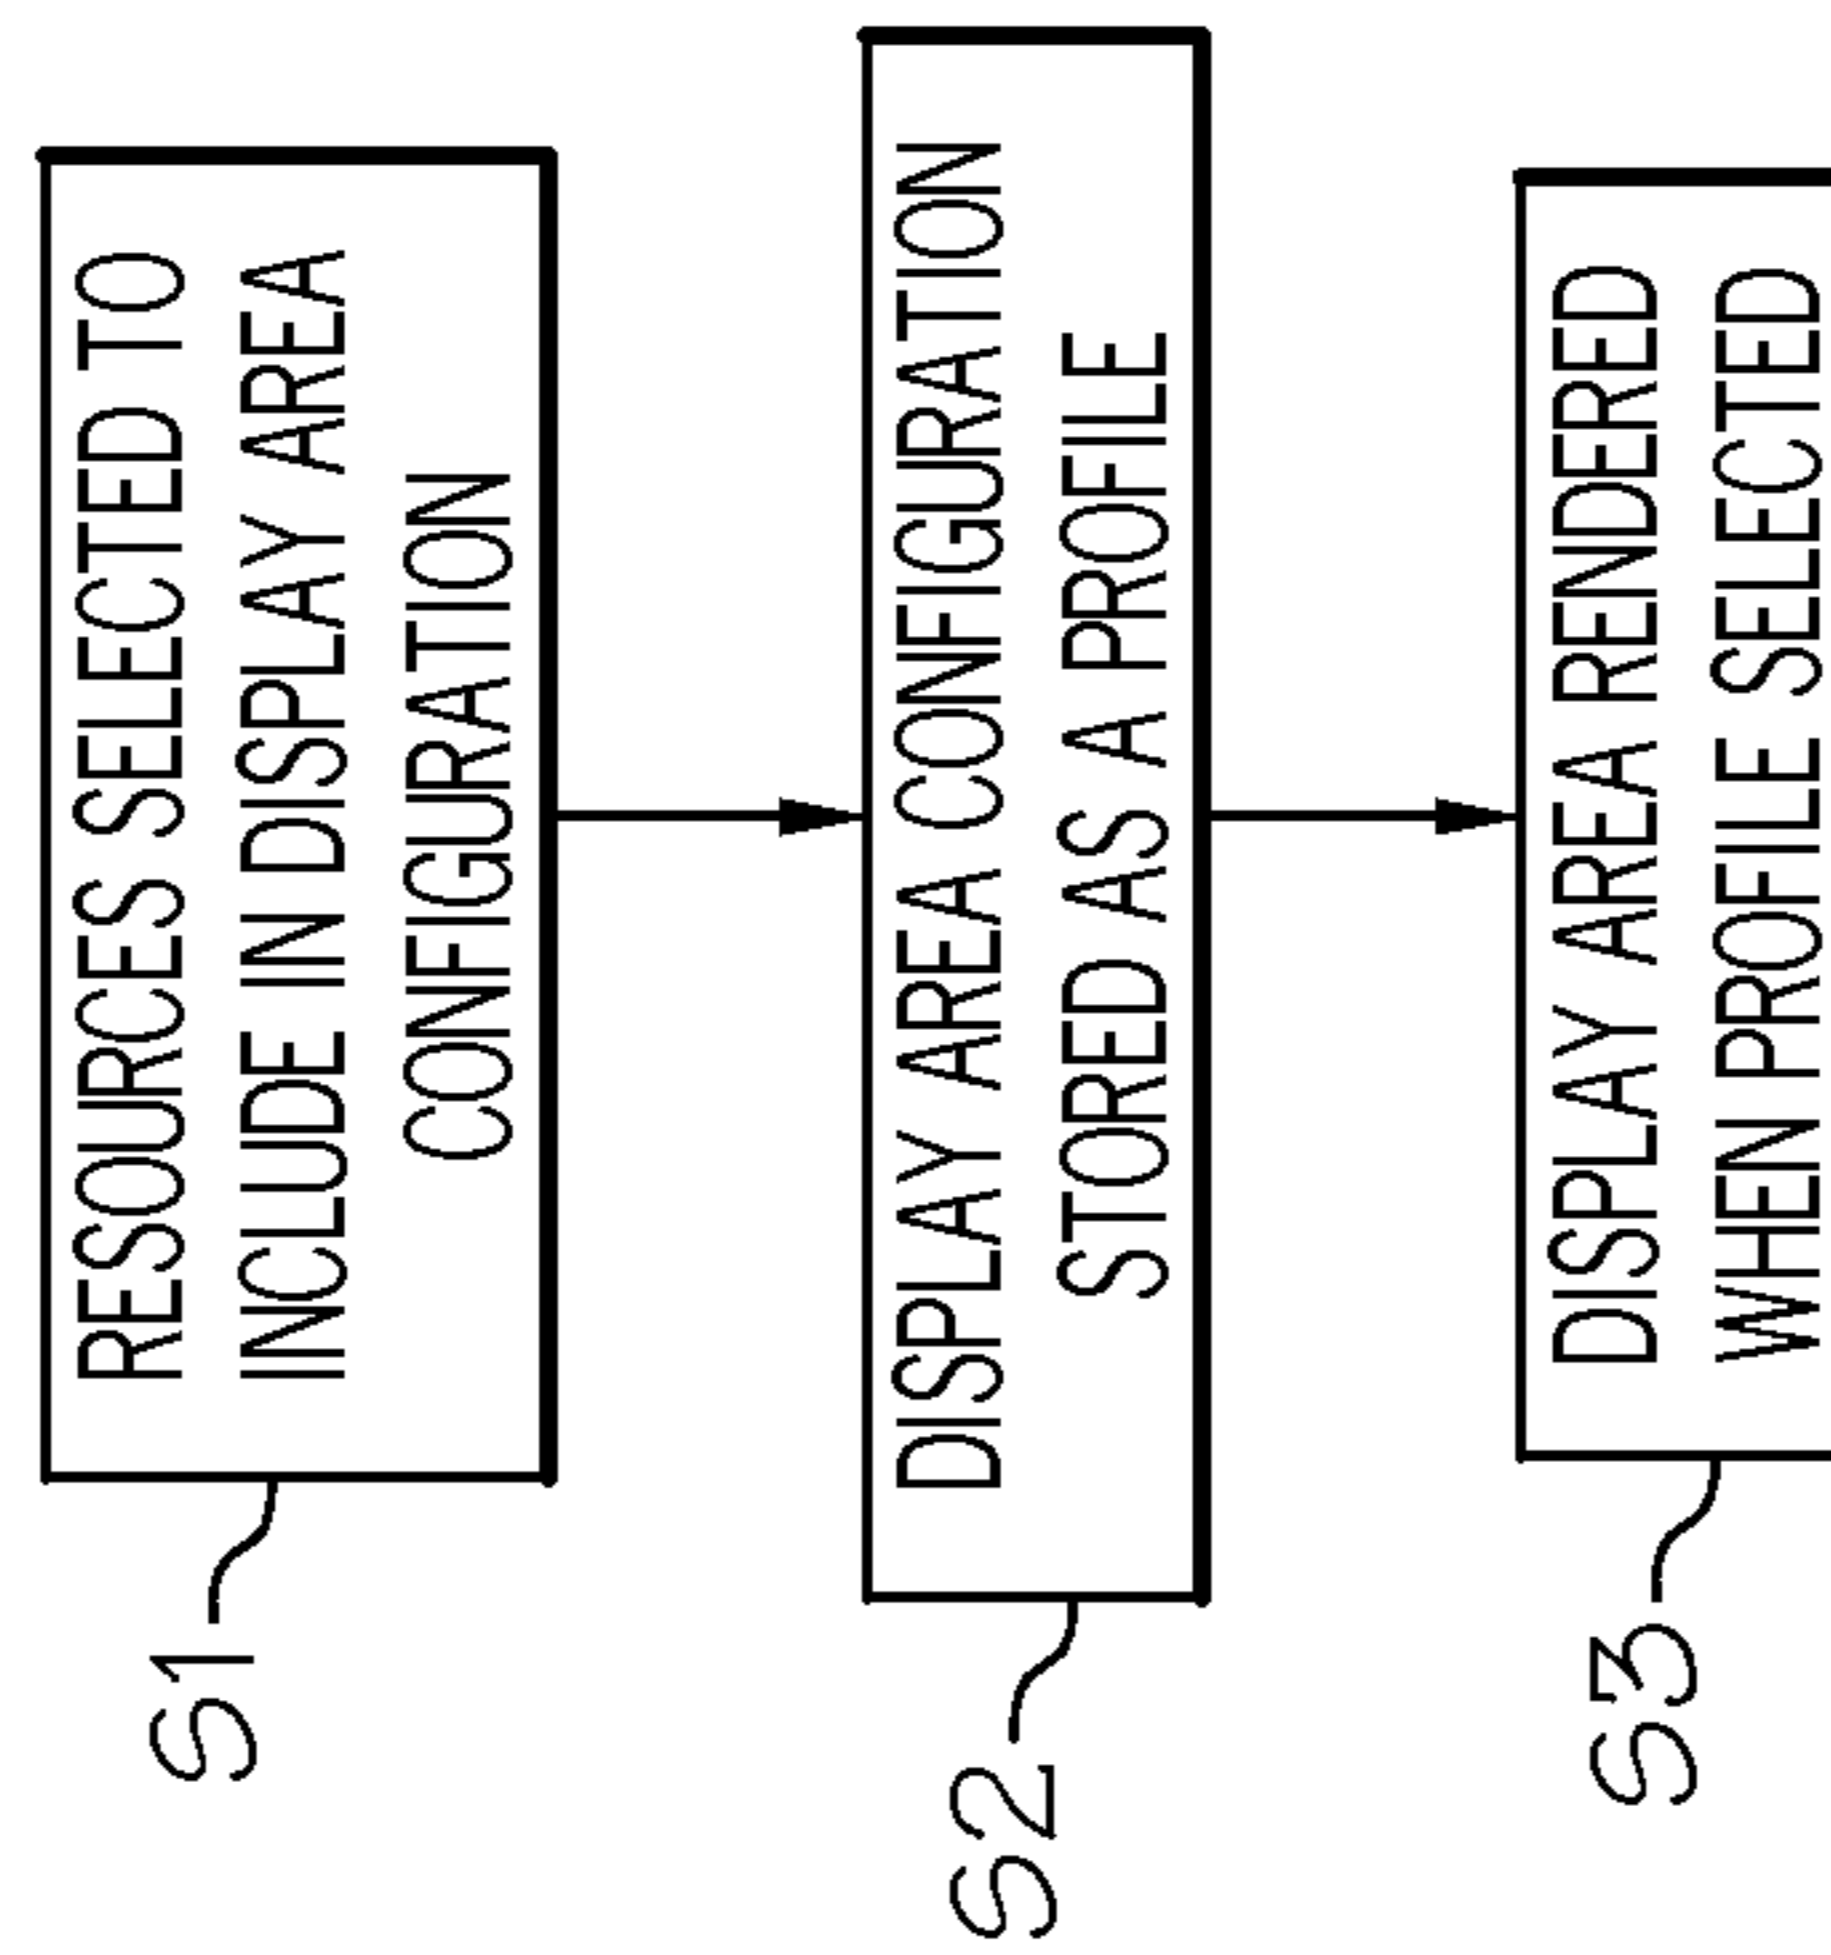 S1
RESOURCES SELECTED TO
INCLUDE IN DISPLAY AREA
CONFIGURATION
S2
DISPLAY AREA CONFIGURATION
STORED AS A PROFILE
S3
DISPLAY AREA RENDERED
WHEN PROFILE SELECTED